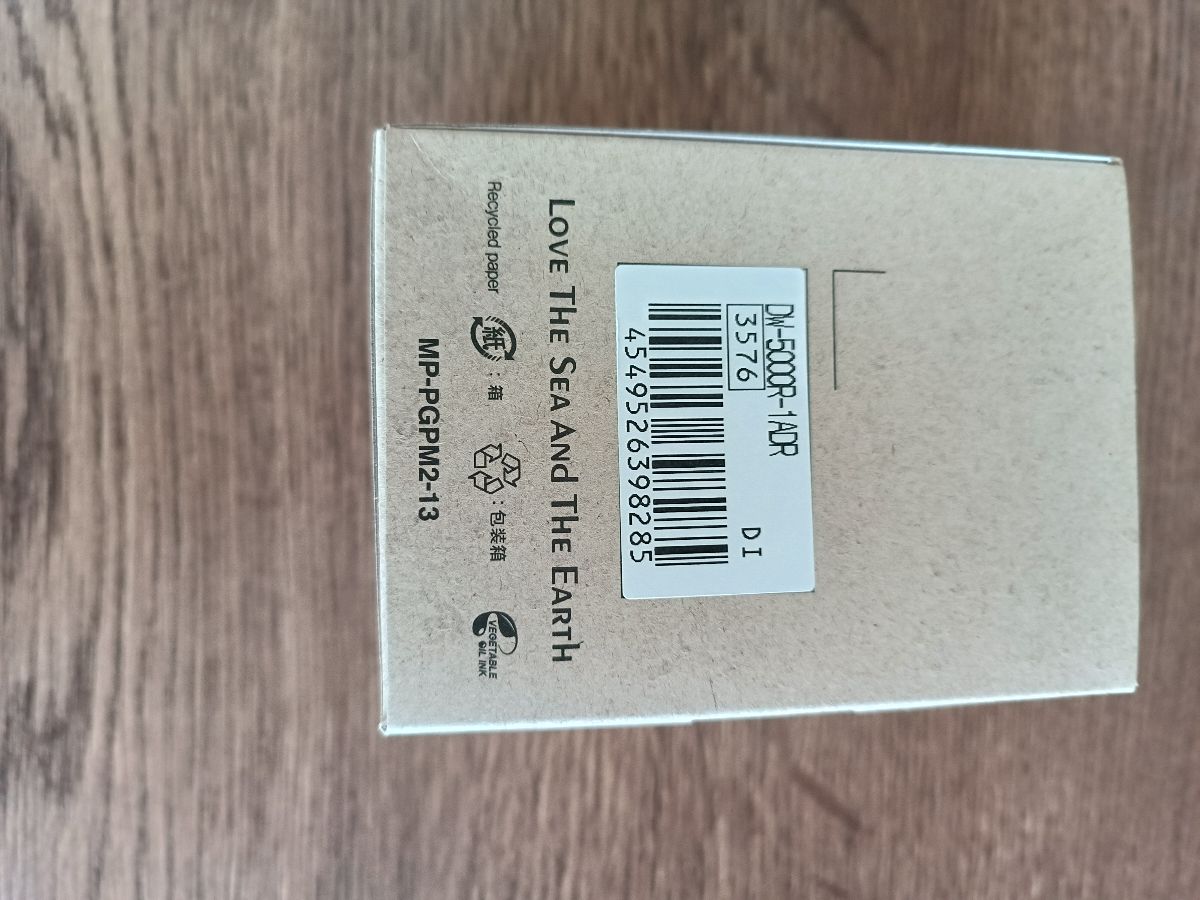 DW-5000R-1ADR
3576
DI
4549526398285
LOVE THE SEA AND THE EARTH
Recycled paper 紙 : 箱 : 包装箱 VEGETABLE OIL INK
MP-PGPM2-13